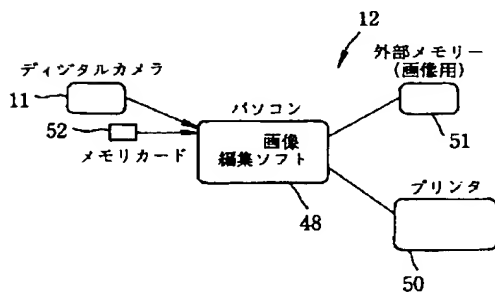 12
ディジタルカメラ
11
52
メモリカード
パソコン
画像
編集ソフト
48
外部メモリー
(画像用)
51
プリンタ
50